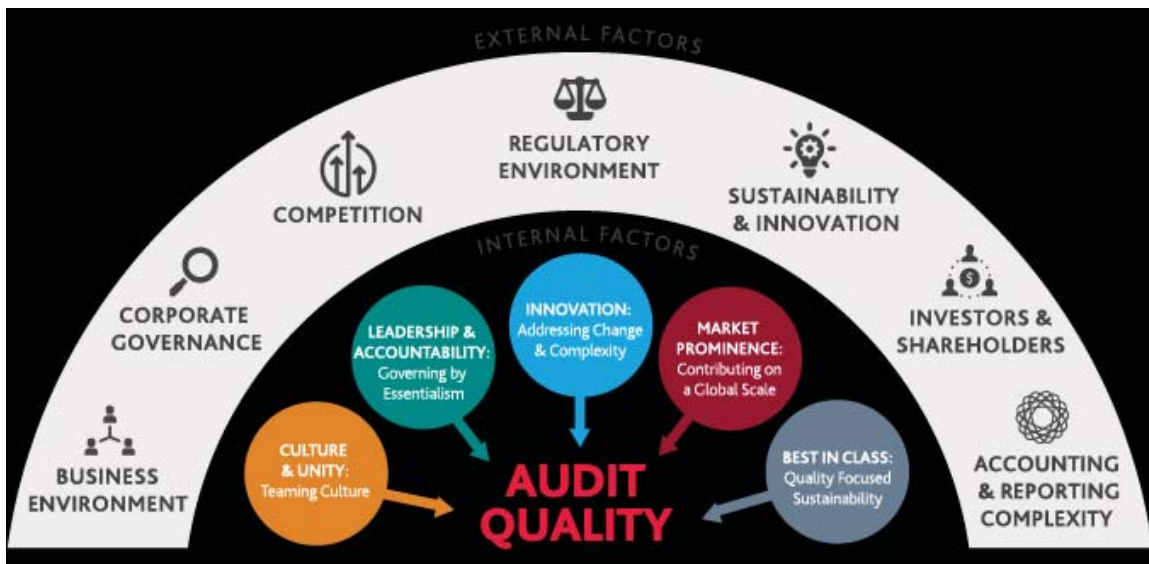 EXTERNAL FACTORS
BUSINESS
ENVIRONMENT
CORPORATE
GOVERNANCE
COMPETITION
REGULATORY
ENVIRONMENT
SUSTAINABILITY
& INNOVATION
INVESTORS &
SHAREHOLDERS
ACCOUNTING
& REPORTING
COMPLEXITY
INTERNAL FACTORS
CULTURE
& UNITY:
Teaming Culture
LEADERSHIP &
ACCOUNTABILITY:
Governing by
Essentialism
INNOVATION:
Addressing Change
& Complexity
MARKET
PROMINENCE:
Contributing on
a Global Scale
BEST IN CLASS:
Quality Focused
Sustainability
AUDIT
QUALITY
$